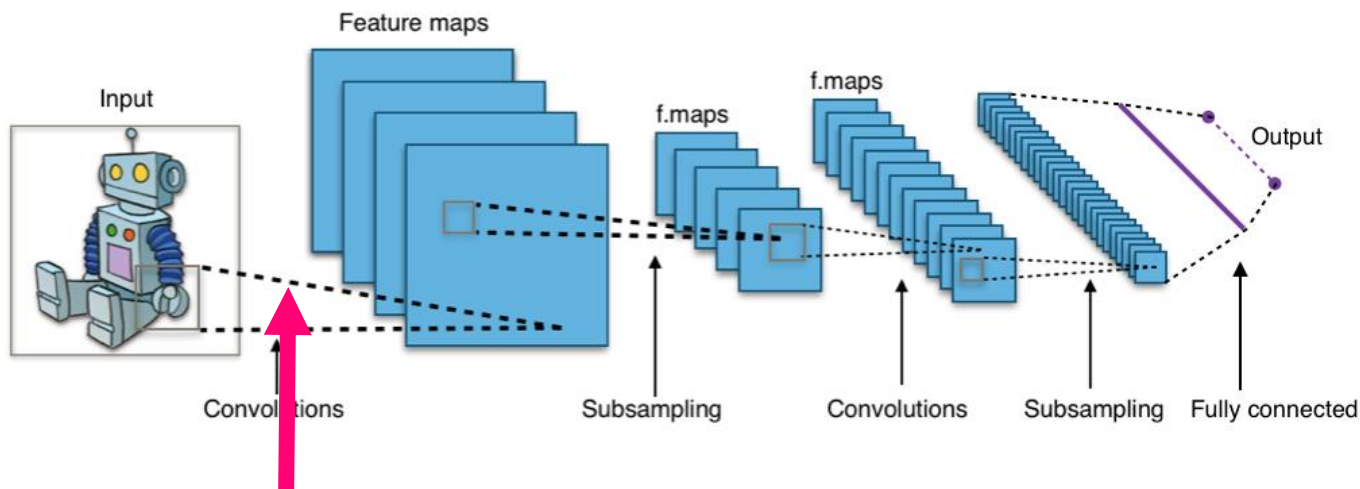 Feature maps
Input
f.maps
f.maps
Output
Convolutions
Subsampling
Convolutions
Subsampling
Fully connected